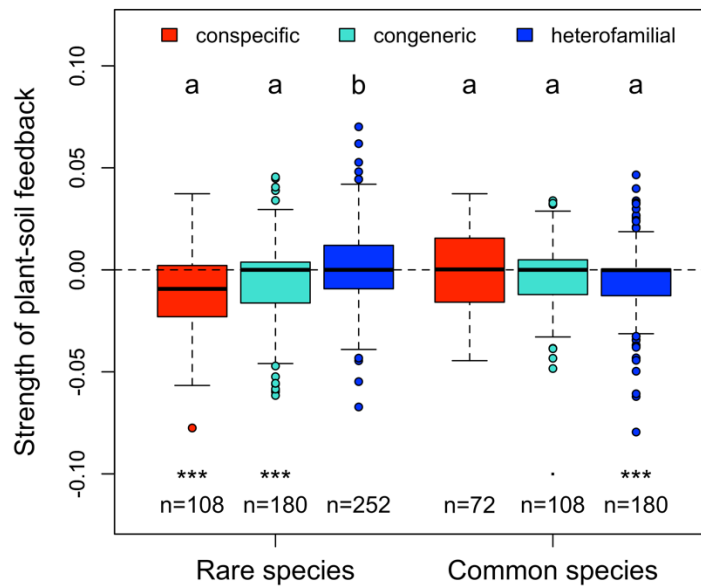 conspecific congeneric heterofamilial
Strength of plant-soil feedback
0.10
0.05
0.00
-0.05
-0.10
a a b a a a
*** *** . ***
n=108 n=180 n=252 n=72 n=108 n=180
Rare species Common species